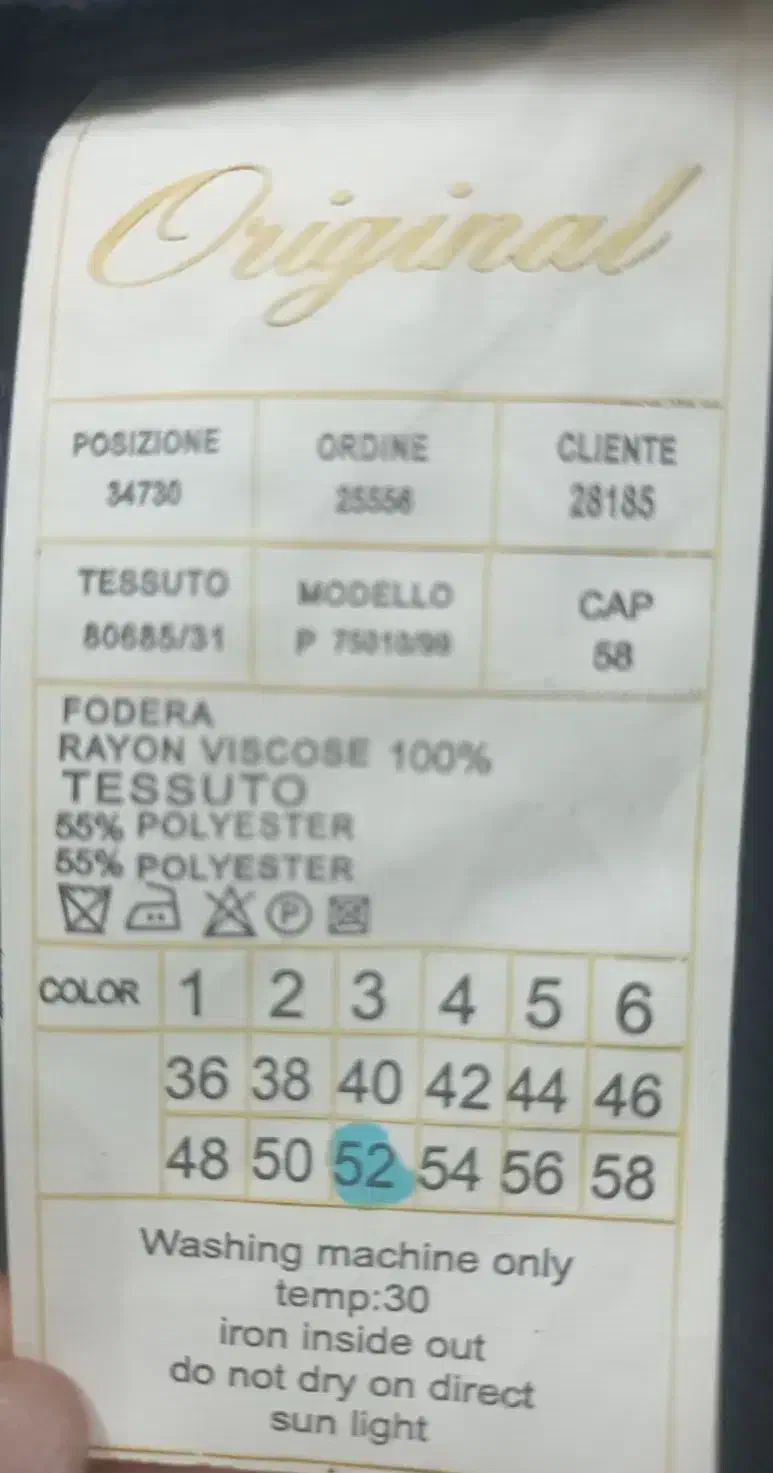 Original
POSIZIONE ORDINE CLIENTE
34730 25556 28185
TESSUTO MODELLO CAP
80685/31 P 75010/99 58
FODERA
RAYON VISCOSE 100%
TESSUTO
55% POLYESTER
55% POLYESTER
P
COLOR 1 2 3 4 5 6
36 38 40 42 44 46
48 50 52 54 56 58
Washing machine only
temp:30
iron inside out
do not dry on direct
sun light